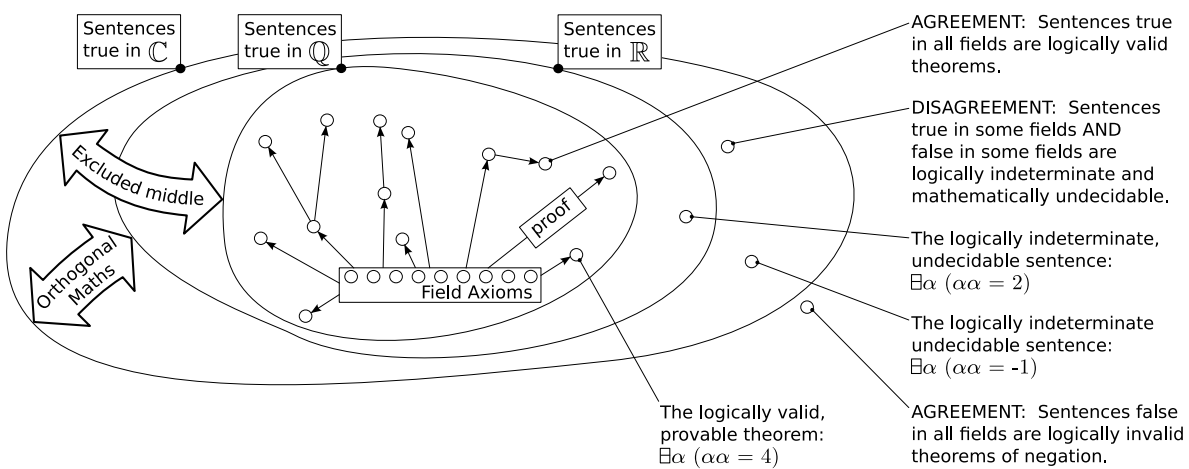 Sentences
true in ℂ
Sentences
true in ℚ
Sentences
true in ℝ
AGREEMENT: Sentences true
in all fields are logically valid
theorems.
DISAGREEMENT: Sentences
true in some fields AND
false in some fields are
logically indeterminate and
mathematically undecidable.
Excluded middle
Orthogonal
Maths
proof
Field Axioms
The logically indeterminate,
undecidable sentence:
∃α (αα = 2)
The logically indeterminate
undecidable sentence:
∃α (αα = -1)
The logically valid,
provable theorem:
∃α (αα = 4)
AGREEMENT: Sentences false
in all fields are logically invalid
theorems of negation.